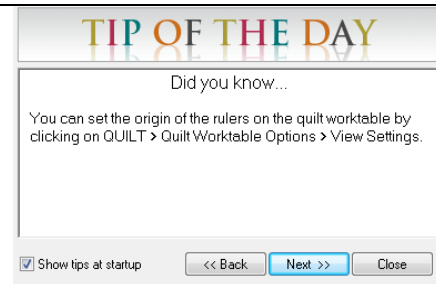 TIP OF THE DAY
Did you know...
You can set the origin of the rulers on the quilt worktable by
clicking on QUILT > Quilt Worktable Options > View Settings.
Show tips at startup
<< Back
Next >>
Close